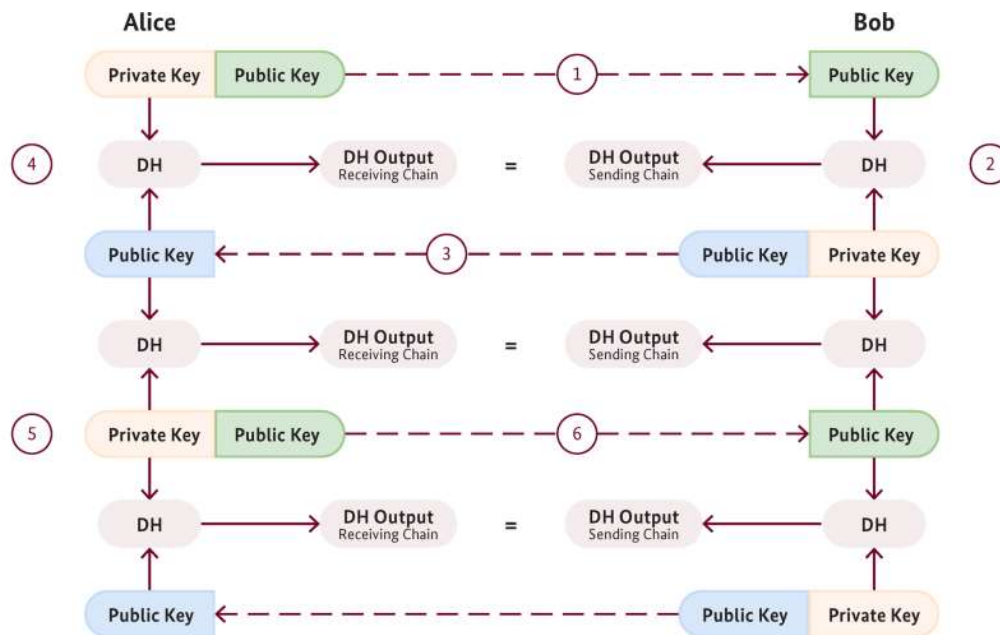 Alice
Bob
Private Key
Public Key
1
Public Key
4
DH
DH Output
Receiving Chain
=
DH Output
Sending Chain
DH
2
Public Key
3
Public Key
Private Key
DH
DH Output
Receiving Chain
=
DH Output
Sending Chain
DH
5
Private Key
Public Key
6
Public Key
DH
DH Output
Receiving Chain
=
DH Output
Sending Chain
DH
Public Key
Public Key
Private Key